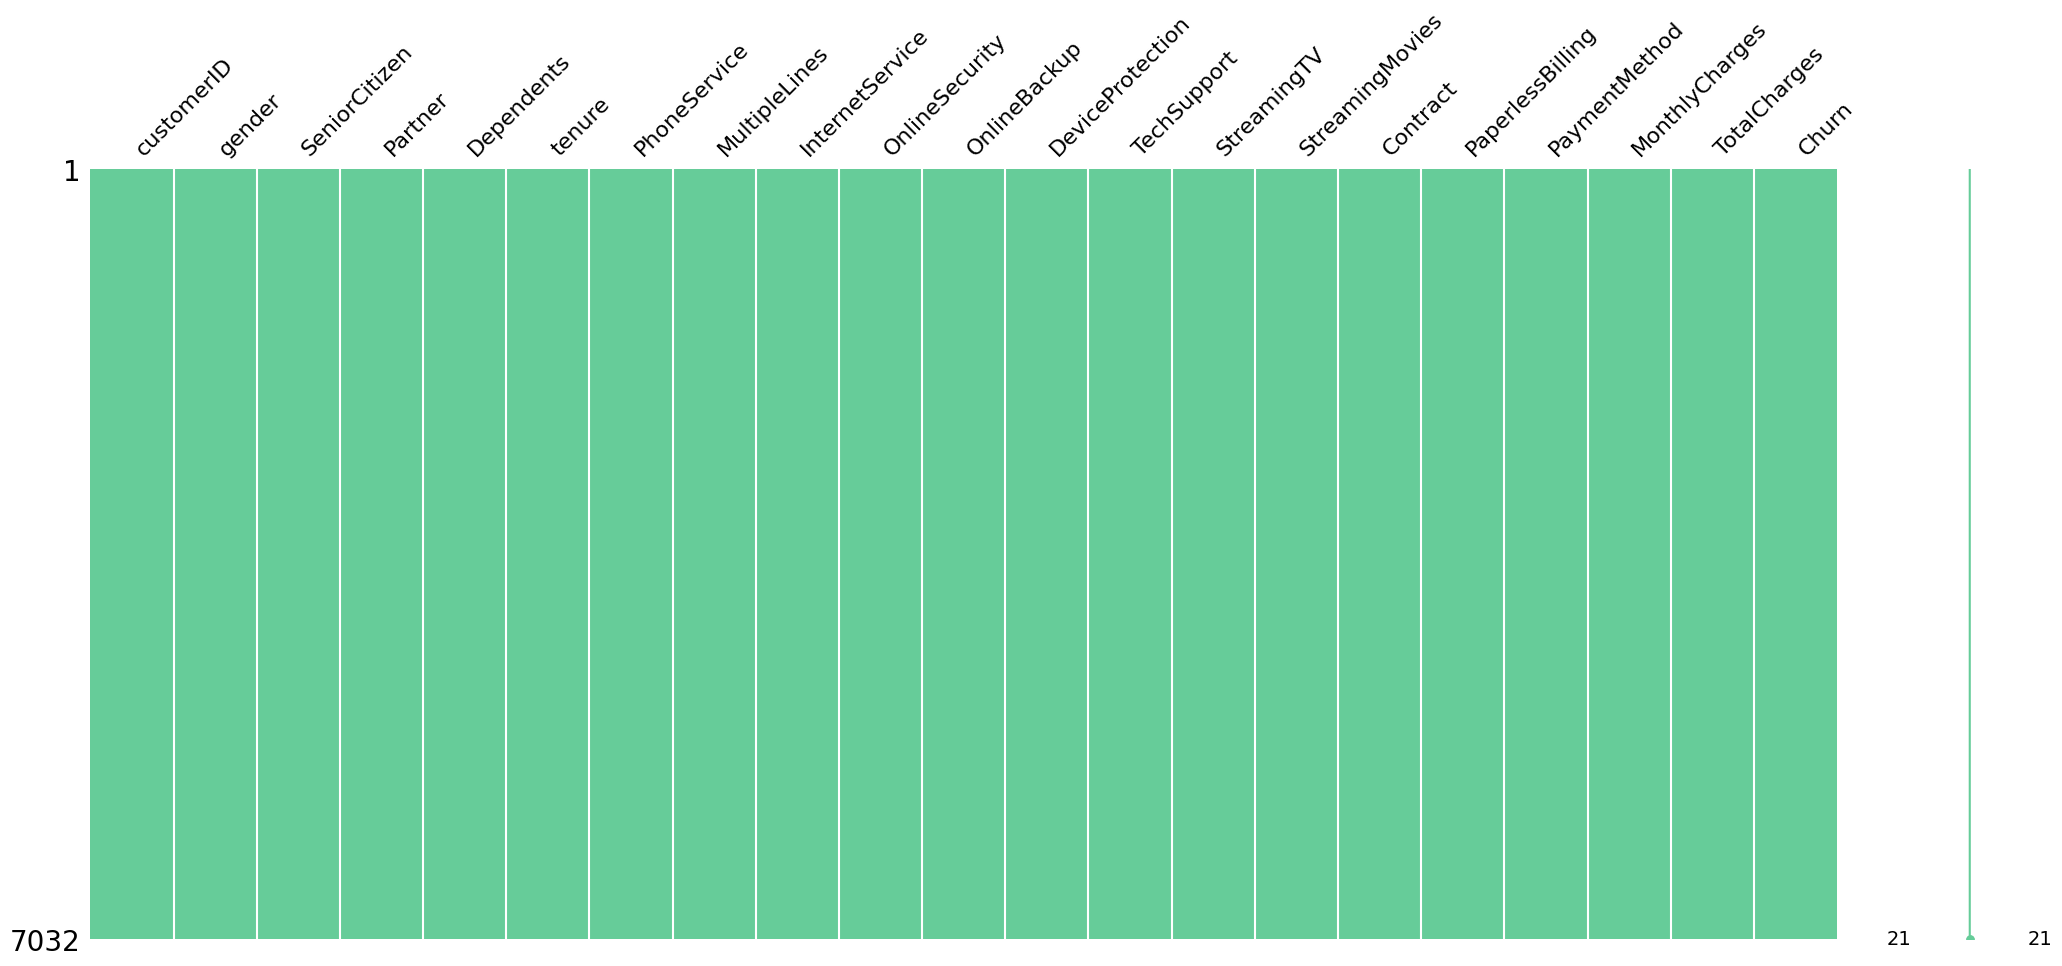 customerID
gender
SeniorCitizen
Partner
Dependents
tenure
PhoneService
MultipleLines
InternetService
OnlineSecurity
OnlineBackup
DeviceProtection
TechSupport
StreamingTV
StreamingMovies
Contract
PaperlessBilling
PaymentMethod
MonthlyCharges
TotalCharges
Churn
1
7032
21
21